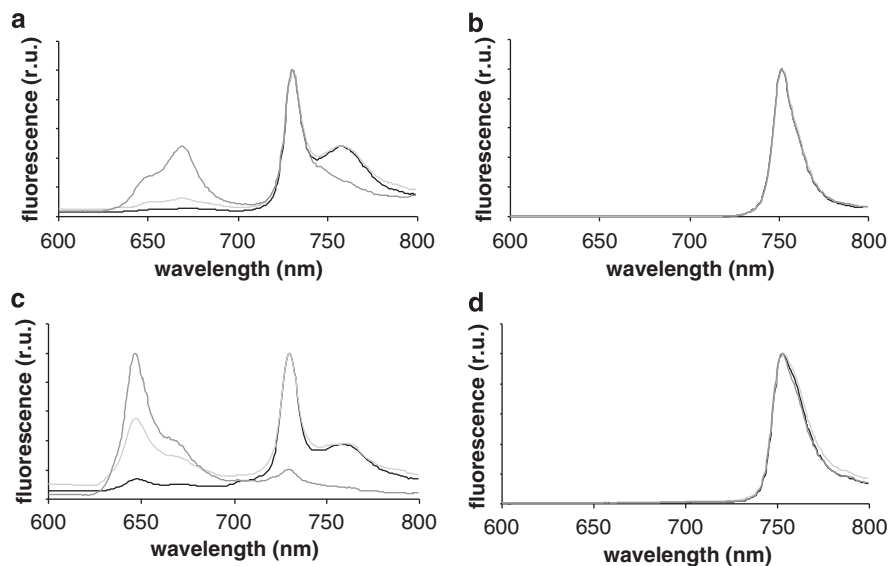 a
fluorescence (r.u.)
600 650 700 750 800
wavelength (nm)
b
fluorescence (r.u.)
600 650 700 750 800
wavelength (nm)
c
fluorescence (r.u.)
600 650 700 750 800
wavelength (nm)
d
fluorescence (r.u.)
600 650 700 750 800
wavelength (nm)